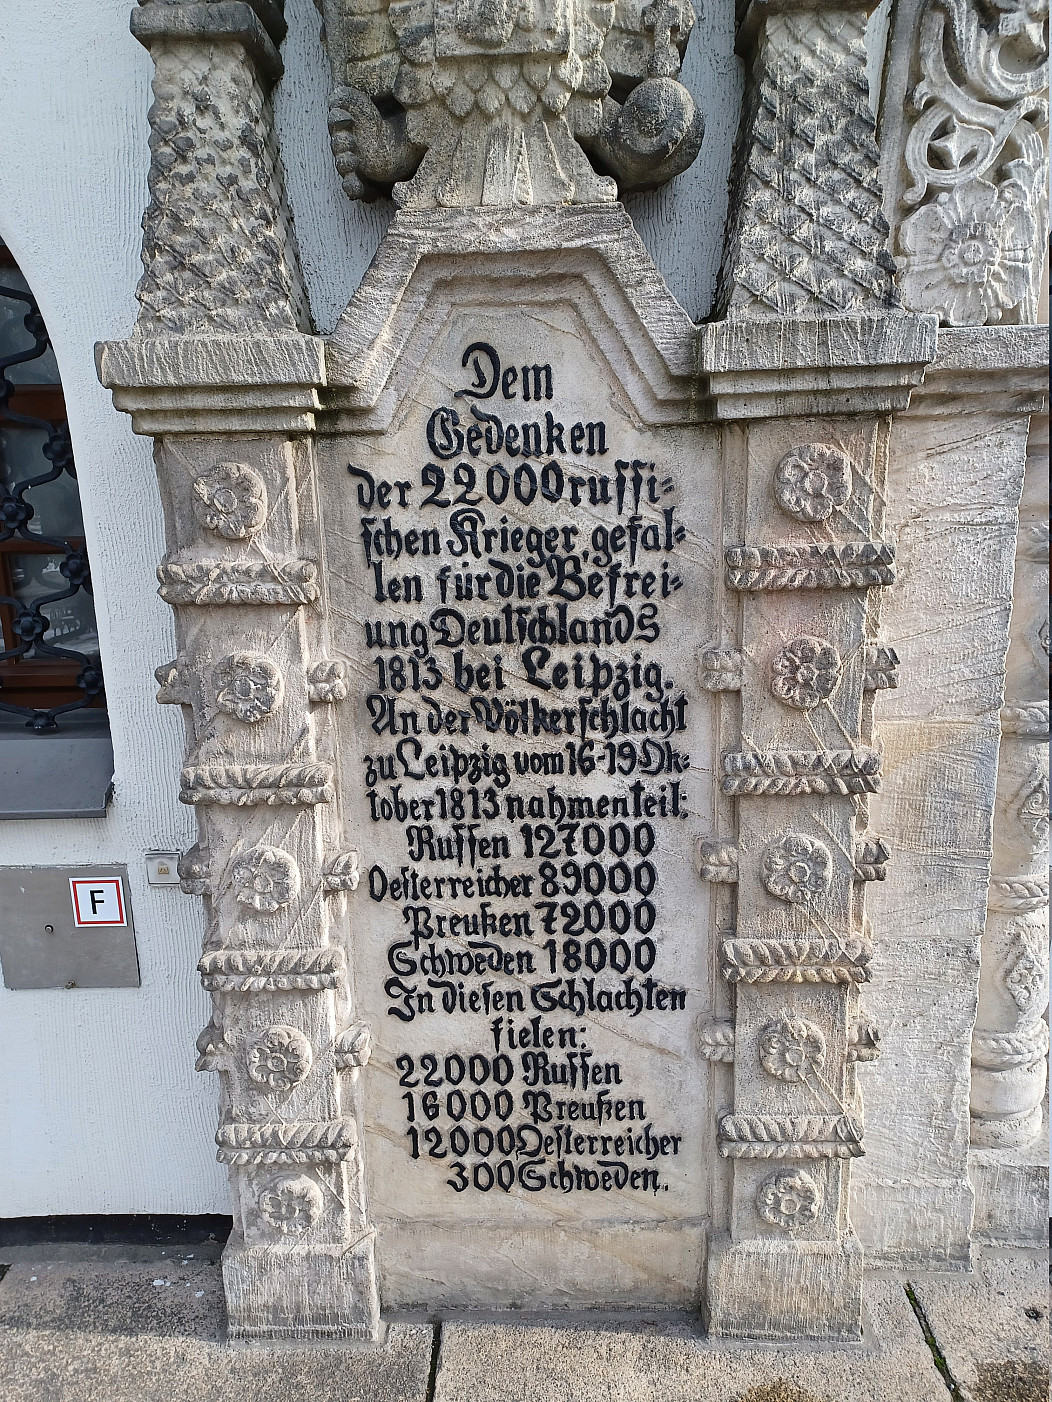 Dem
Gedenken
der 22000 russi-
schen Krieger, gefal-
len für die Befrei-
ung Deutschlands
1813 bei Leipzig.
An der Völkerschlacht
zu Leipzig vom 16-19 Ok-
tober 1813 nahmen teil:
Russen 127000
Oesterreicher 89000
Preußen 72000
Schweden 18000
In diesen Schlachten
fielen:
22000 Russen
16000 Preußen
12000 Oesterreicher
300 Schweden.
F